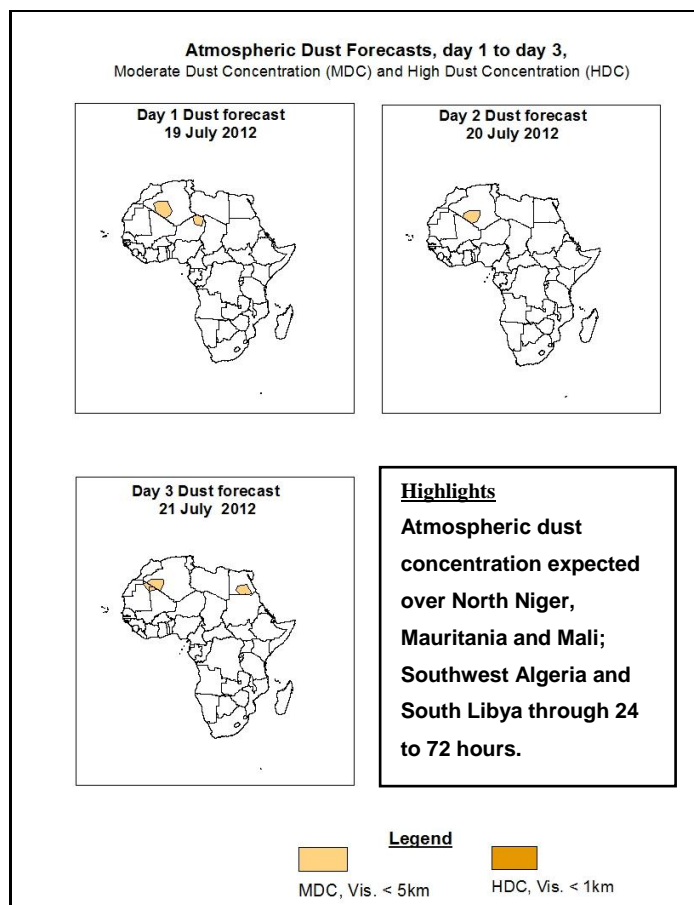 Atmospheric Dust Forecasts, day 1 to day 3,
Moderate Dust Concentration (MDC) and High Dust Concentration (HDC)
Day 1 Dust forecast
19 July 2012
Day 2 Dust forecast
20 July 2012
Day 3 Dust forecast
21 July 2012
Highlights
Atmospheric dust
concentration expected
over North Niger,
Mauritania and Mali;
Southwest Algeria and
South Libya through 24
to 72 hours.
Legend
MDC, Vis. < 5km
HDC, Vis. < 1km